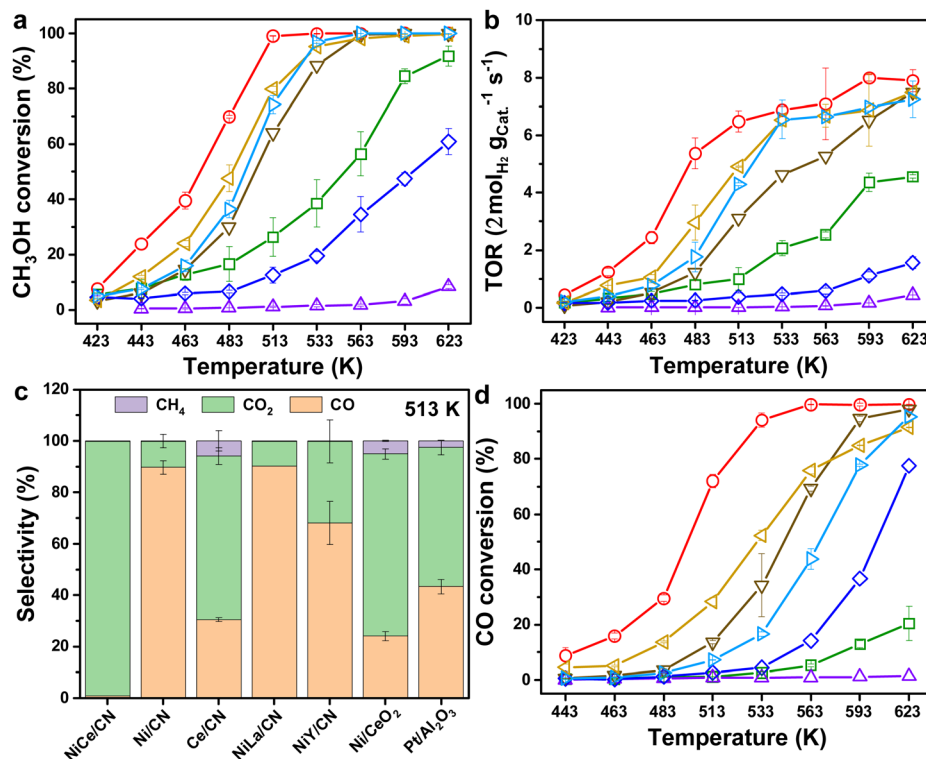 a
CH₃OH conversion (%)
100
80
60
40
20
0
423 443 463 483 513 533 563 593 623
Temperature (K)
b
TOR (2mol_H₂ g_Cat.⁻¹ s⁻¹)
10
8
6
4
2
0
423 443 463 483 513 533 563 593 623
Temperature (K)
c
CH₄ CO₂ CO 513 K
Selectivity (%)
120
100
80
60
40
20
0
NiCe/CN Ni/CN Ce/CN NiLa/CN NiY/CN Ni/CeO₂ Pt/Al₂O₃
d
CO conversion (%)
100
80
60
40
20
0
443 463 483 513 533 563 593 623
Temperature (K)